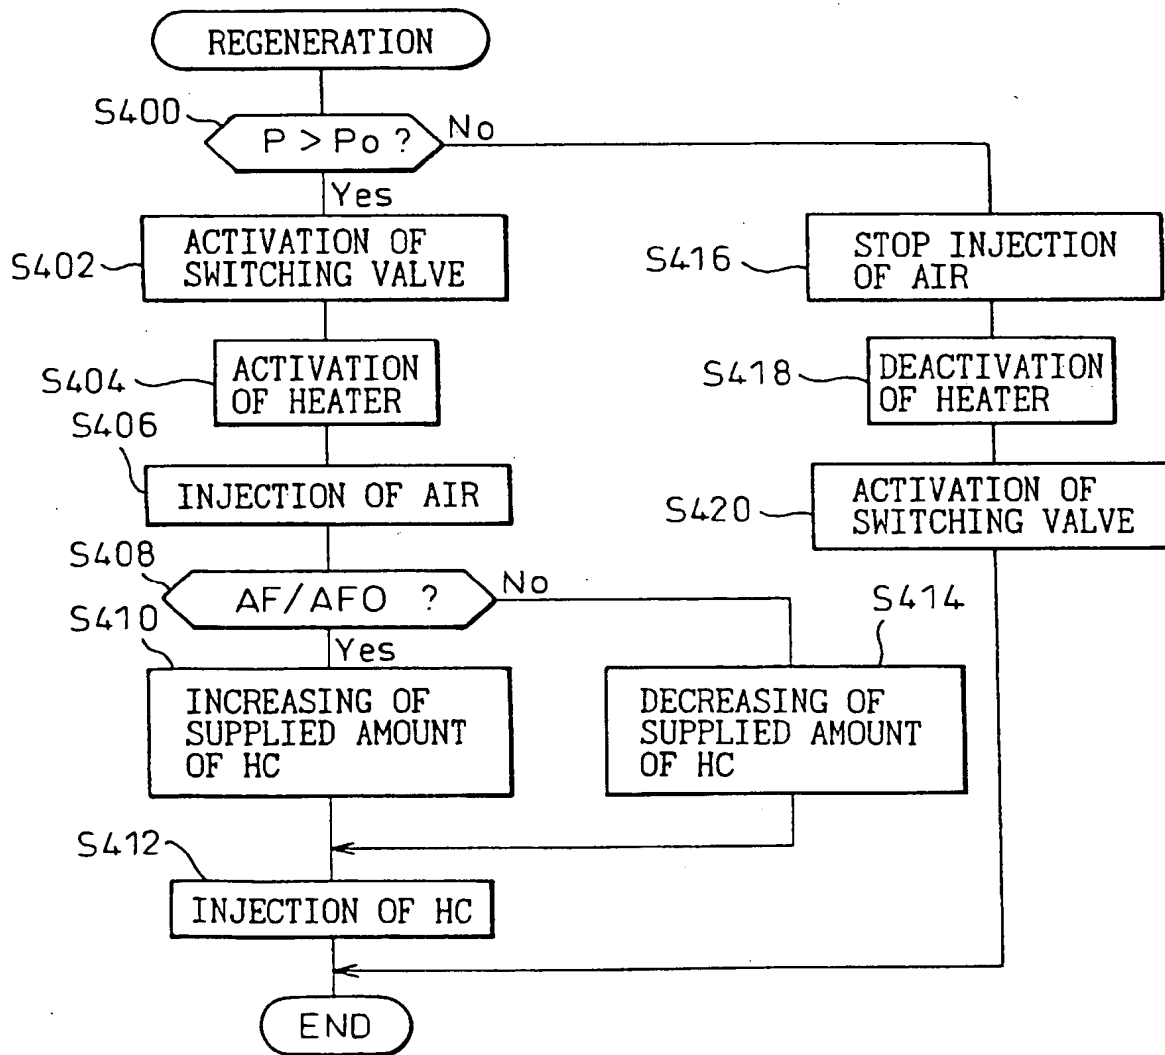 REGENERATION
S400
P > Po ?
No
Yes
S402
ACTIVATION OF
SWITCHING VALVE
S416
STOP INJECTION
OF AIR
S404
ACTIVATION
OF HEATER
S418
DEACTIVATION
OF HEATER
S406
INJECTION OF AIR
S420
ACTIVATION OF
SWITCHING VALVE
S408
AF/AFO ?
No
Yes
S410
INCREASING OF
SUPPLIED AMOUNT
OF HC
S414
DECREASING OF
SUPPLIED AMOUNT
OF HC
S412
INJECTION OF HC
END